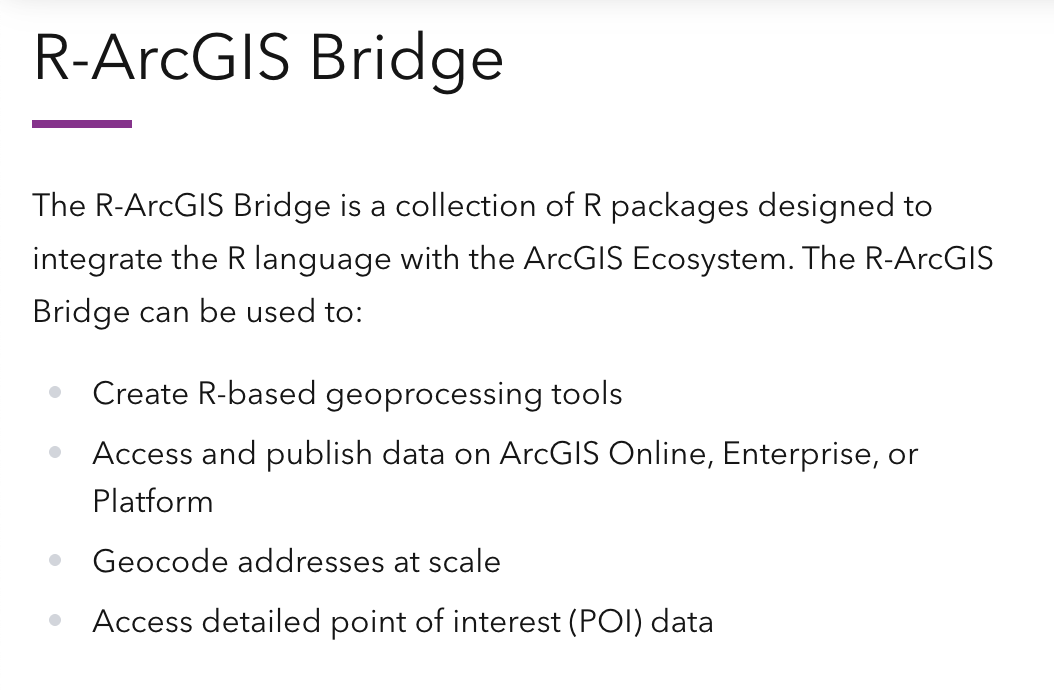 R-ArcGIS Bridge
The R-ArcGIS Bridge is a collection of R packages designed to
integrate the R language with the ArcGIS Ecosystem. The R-ArcGIS
Bridge can be used to:
Create R-based geoprocessing tools
Access and publish data on ArcGIS Online, Enterprise, or
Platform
Geocode addresses at scale
Access detailed point of interest (POI) data